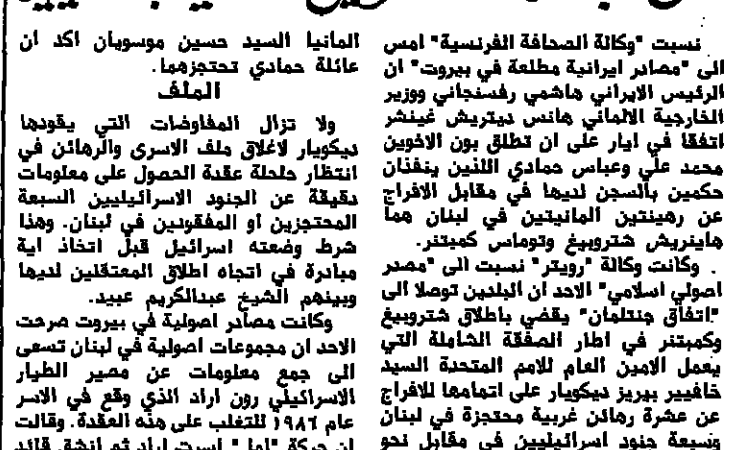 نسبت "وكالة الصحافة الفرنسية" امس
الى "مصادر ايرانية مطلعة في بيروت" ان
الرئيس الايراني هاشمي رفسنجاني ووزير
الخارجية الالماني هانس ديتريش غينشر
اتفقا في ايار على ان تطلق بون الاخوين
محمد علي وعباس حمادي اللذين ينفذان
حكمين بالسجن لديها في مقابل الافراج
عن رهينتين المانيتين في لبنان هما
هاينريش شتروبيغ وتوماس كمبتنر.
وكانت وكالة "رويتر" نسبت الى "مصدر
اصولي اسلامي" الاحد ان البلدين توصلا الى
"اتفاق جنتلمان" يقضي باطلاق شتروبيغ
وكمبتنر في اطار الصفقة الشاملة التي
يعمل الامين العام للامم المتحدة السيد
خافيير بيريز ديكويار على اتمامها للافراج
عن عشرة رهائن غربية محتجزة في لبنان
وسبعة جنود اسرائيليين في مقابل نحو
المانيا السيد حسين موسويان اكد ان
عائلة حمادي تحتجزهما.
الملف
ولا تزال المفاوضات التي يقودها
ديكويار لاغلاق ملف الاسرى والرهائن في
انتظار حلحلة عقدة الحصول على معلومات
دقيقة عن الجنود الاسرائيليين السبعة
المحتجزين او المفقودين في لبنان. وهذا
شرط وضعته اسرائيل قبل اتخاذ اية
مبادرة في اتجاه اطلاق المعتقلين لديها
وبينهم الشيخ عبدالكريم عبيد.
وكانت مصادر اصولية في بيروت صرحت
الاحد ان مجموعات اصولية في لبنان تسعى
الى جمع معلومات عن مصير الطيار
الاسرائيلي رون اراد الذي وقع في الاسر
عام ١٩٨٦ للتغلب على هذه العقدة. وقالت
ان حركة "امل" اسرت اراد ثم انشق قائد